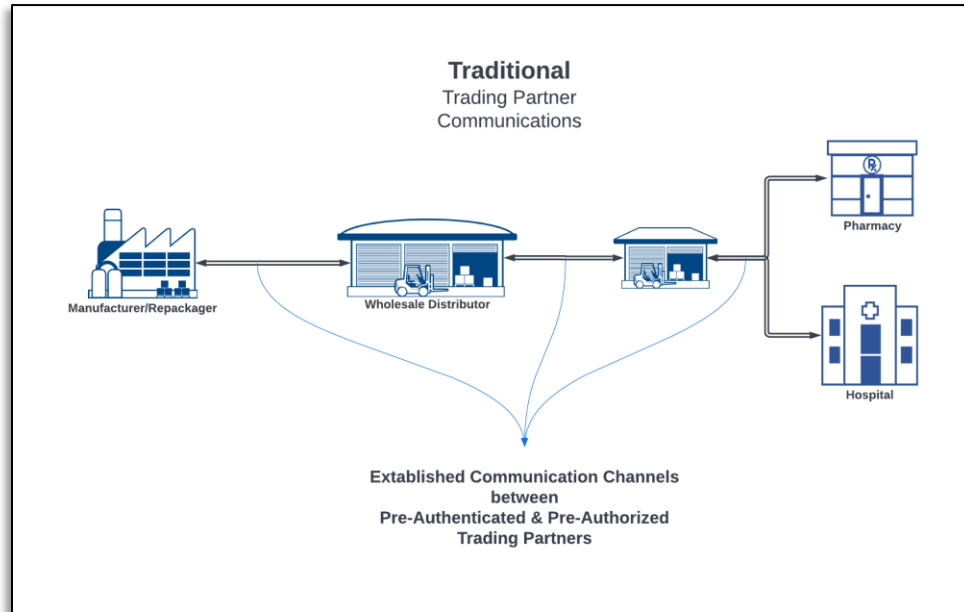 Traditional
Trading Partner
Communications
Pharmacy
Manufacturer/Repackager
Wholesale Distributor
Hospital
Extablished Communication Channels
between
Pre-Authenticated & Pre-Authorized
Trading Partners